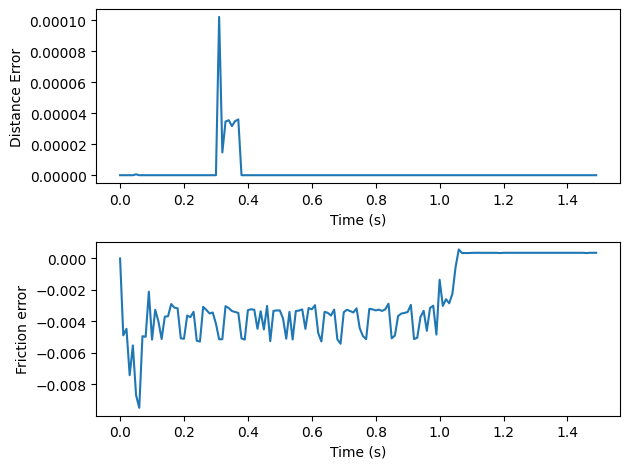 0.00010
0.00008
0.00006
0.00004
0.00002
0.00000
Distance Error
0.0 0.2 0.4 0.6 0.8 1.0 1.2 1.4
Time (s)
0.000
−0.002
−0.004
−0.006
−0.008
Friction error
0.0 0.2 0.4 0.6 0.8 1.0 1.2 1.4
Time (s)